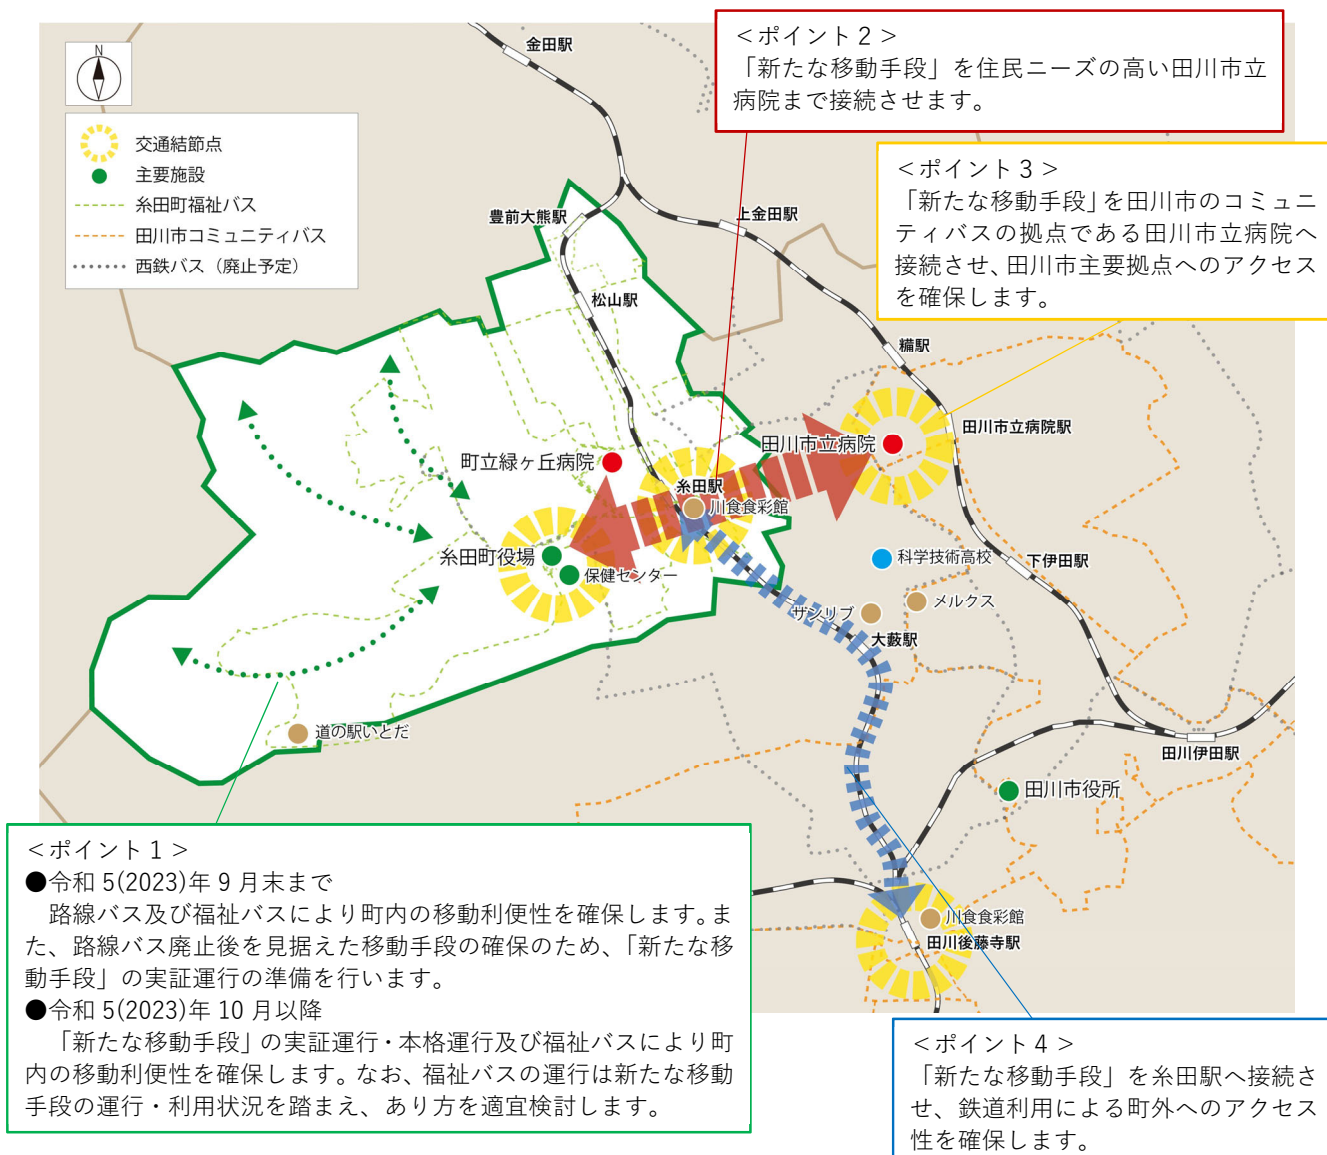 ＜ポイント２＞
「新たな移動手段」を住民ニーズの高い田川市立
病院まで接続させます。
＜ポイント３＞
「新たな移動手段」を田川市のコミュニ
ティバスの拠点である田川市立病院へ
接続させ、田川市主要拠点へのアクセス
を確保します。
N
交通結節点
主要施設
糸田町福祉バス
田川市コミュニティバス
西鉄バス（廃止予定）
金田駅
豊前大熊駅
上金田駅
松山駅
糒駅
田川市立病院駅
田川市立病院
町立緑ヶ丘病院
糸田駅
川食食彩館
糸田町役場
保健センター
科学技術高校
下伊田駅
メルクス
サンリブ
大薮駅
道の駅いとだ
田川伊田駅
田川市役所
川食食彩館
田川後藤寺駅
＜ポイント１＞
●令和 5(2023)年 9 月末まで
路線バス及び福祉バスにより町内の移動利便性を確保します。ま
た、路線バス廃止後を見据えた移動手段の確保のため、「新たな移
動手段」の実証運行の準備を行います。
●令和 5(2023)年 10 月以降
「新たな移動手段」の実証運行・本格運行及び福祉バスにより町
内の移動利便性を確保します。なお、福祉バスの運行は新たな移動
手段の運行・利用状況を踏まえ、あり方を適宜検討します。
＜ポイント４＞
「新たな移動手段」を糸田駅へ接続さ
せ、鉄道利用による町外へのアクセス
性を確保します。